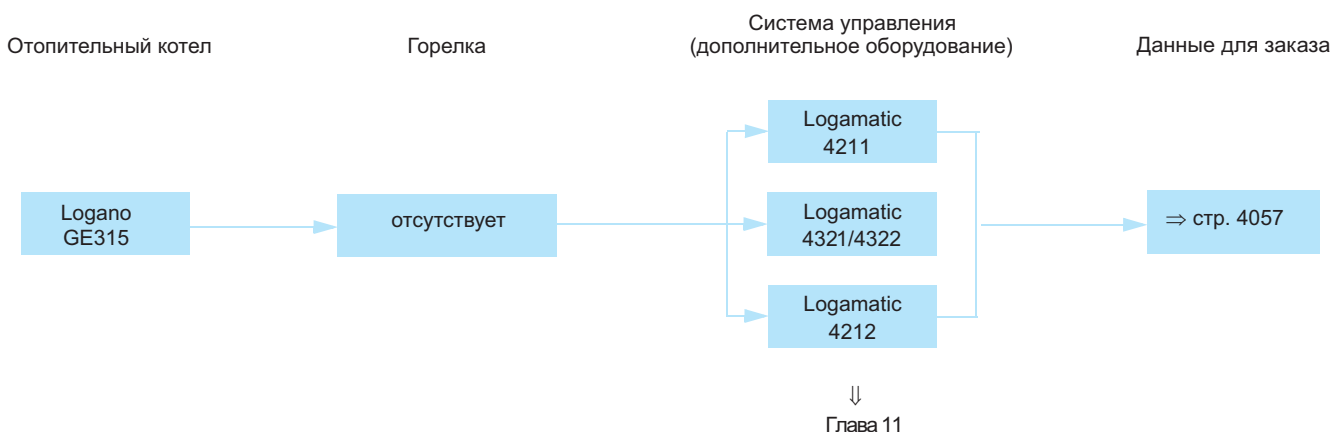 Отопительный котел
Горелка
Система управления
(дополнительное оборудование)
Данные для заказа
Logano
GE315
отсутствует
Logamatic
4211
Logamatic
4321/4322
Logamatic
4212
⇒ стр. 4057
⇓
Глава 11